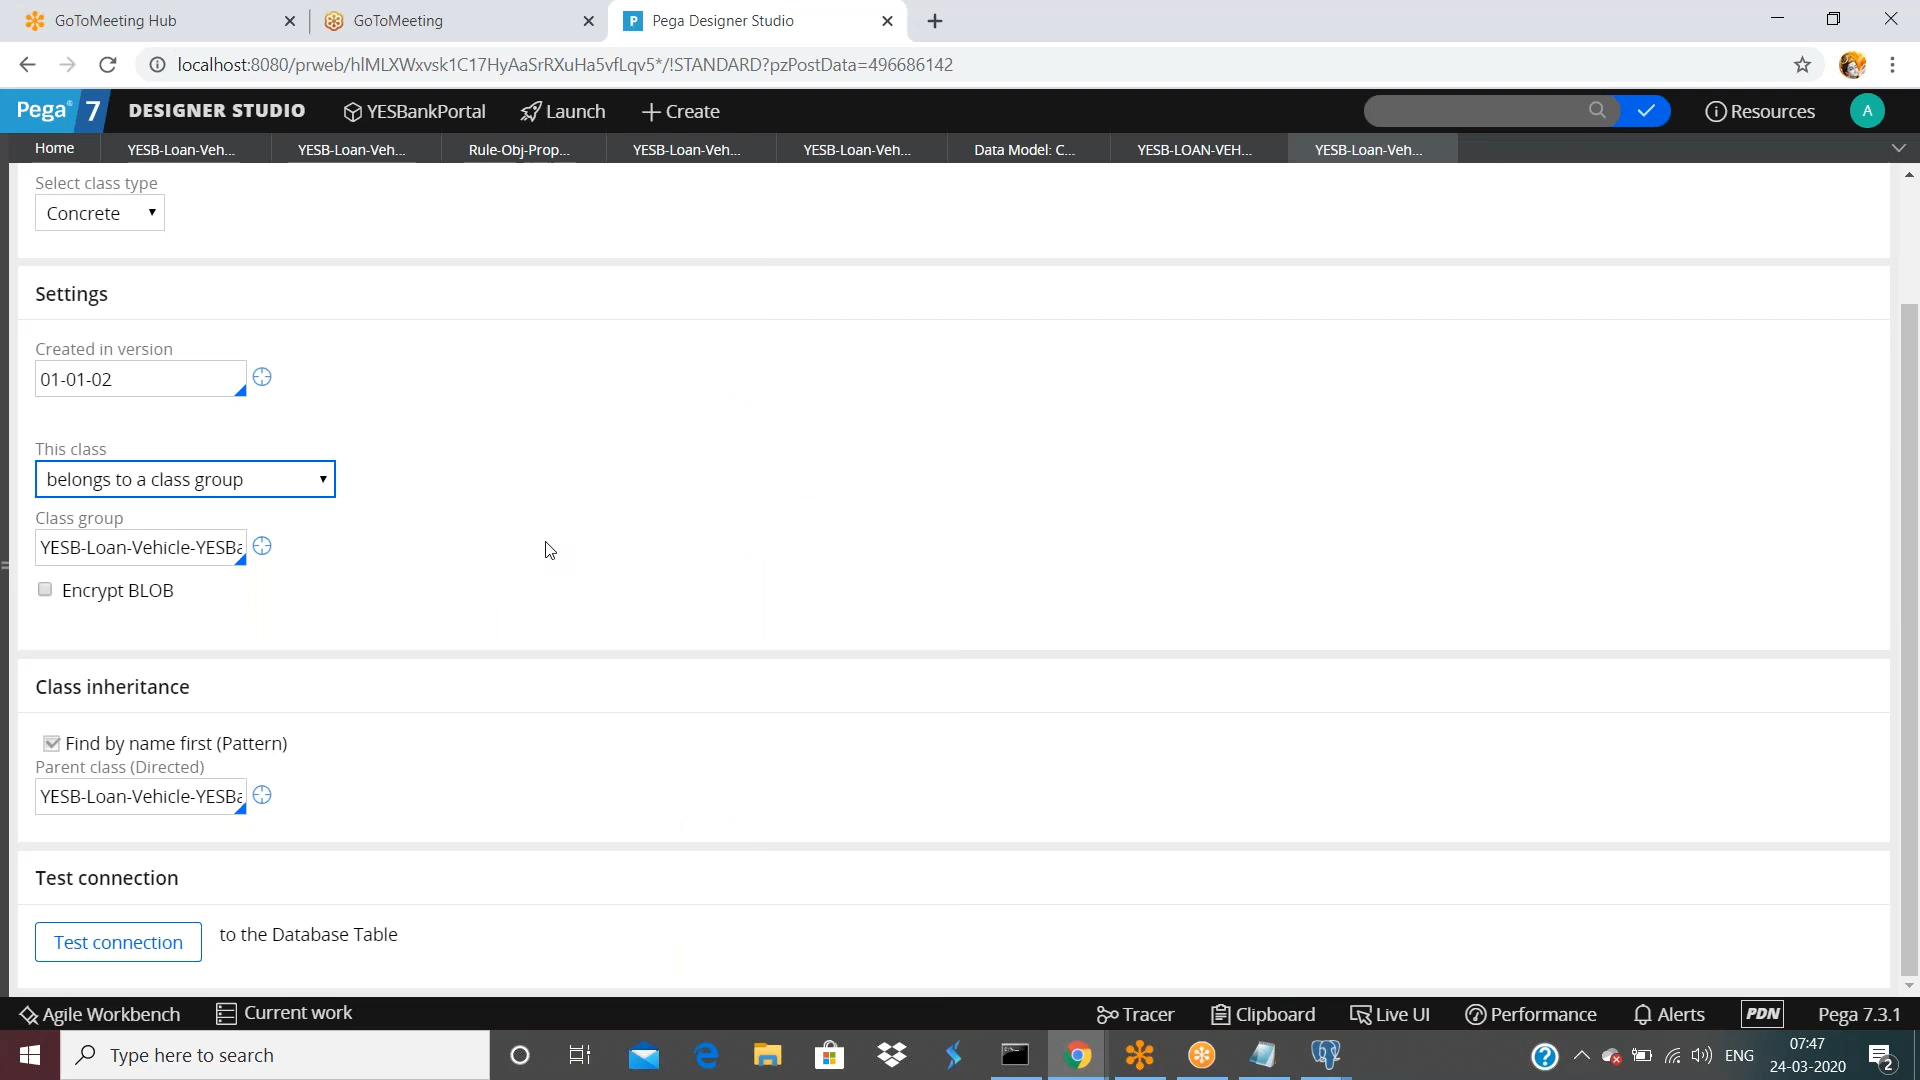 GoToMeeting Hub
GoToMeeting
P Pega Designer Studio
localhost:8080/prweb/hIMLXWxvsk1C17HyAaSrRXuHa5vfLqv5*/!STANDARD?pzPostData=496686142
Pega 7 DESIGNER STUDIO YESBankPortal Launch Create Resources A
Home YESB-Loan-Veh... YESB-Loan-Veh... Rule-Obj-Prop... YESB-Loan-Veh... YESB-Loan-Veh... Data Model: C... YESB-LOAN-VEH... YESB-Loan-Veh...
Select class type
Concrete
Settings
Created in version
01-01-02
This class
belongs to a class group
Class group
YESB-Loan-Vehicle-YESBa
Encrypt BLOB
Class inheritance
Find by name first (Pattern)
Parent class (Directed)
YESB-Loan-Vehicle-YESBa
Test connection
Test connection to the Database Table
Agile Workbench Current work Tracer Clipboard Live UI Performance Alerts PDN Pega 7.3.1
Type here to search
ENG
07:47
24-03-2020
2